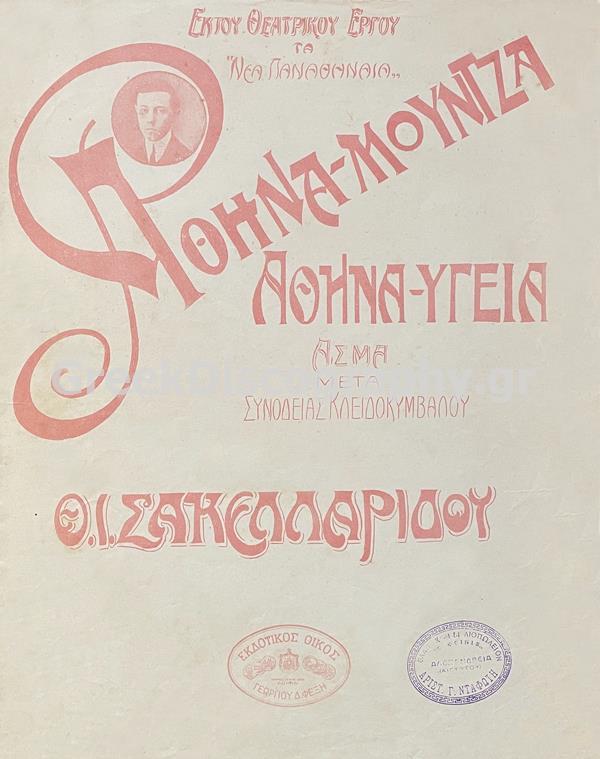 ΕΚ ΤΟΥ ΘΕΑΤΡΙΚΟΥ ΕΡΓΟΥ
ΤΑ
"ΝΕΑ ΠΑΝΑΘΗΝΑΙΑ„
ΑΘΗΝΑ-ΜΟΥΝΤΖΑ
ΑΘΗΝΑ-ΥΓΕΙΑ
ΑΣΜΑ
ΜΕΤΑ
ΣΥΝΟΔΕΙΑΣ ΚΛΕΙΔΟΚΥΜΒΑΛΟΥ
GreekDiscography.gr
Θ.Ι.ΣΑΚΕΛΛΑΡΙΔΟΥ
ΕΚΔΟΤΙΚΟΣ ΟΙΚΟΣ
ΓΕΩΡΓΙΟΥ Δ.ΦΕΞΗ
ΑΛΕΞΑΝΔΡΕΙΑ
ΑΡΙΣΤ. Γ. ΝΤΑΦΩΤΗ